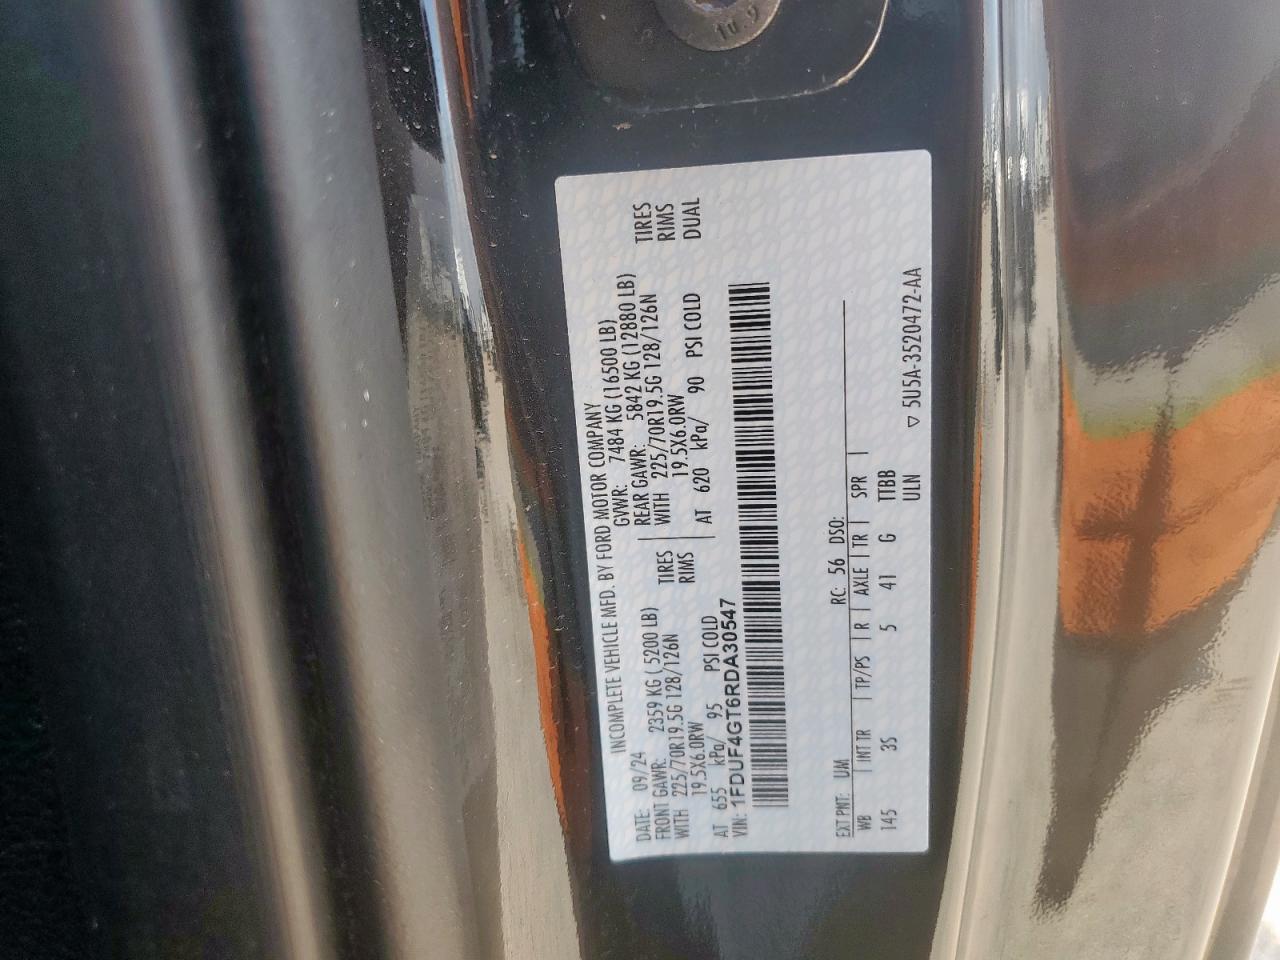 INCOMPLETE VEHICLE MFD. BY FORD MOTOR COMPANY
DATE: 09/24 GVWR: 7484 KG (16500 LB)
FRONT GAWR: 2359 KG ( 5200 LB) REAR GAWR: 5842 KG (12880 LB)
WITH 225/70R19.5G 128/126N TIRES WITH 225/70R19.5G 128/126N TIRES
19.5X6.0RW RIMS 19.5X6.0RW RIMS
AT 655 kPa/ 95 PSI COLD AT 620 kPa/ 90 PSI COLD DUAL
VIN: 1FDUF4GT6RDA30547
EXT PNT: UM RC: 56 DSO:
WB INT TR TP/PS R AXLE TR SPR
145 3S 5 41 G TTBB
ULN ▽ 5U5A-3520472-AA
10.9